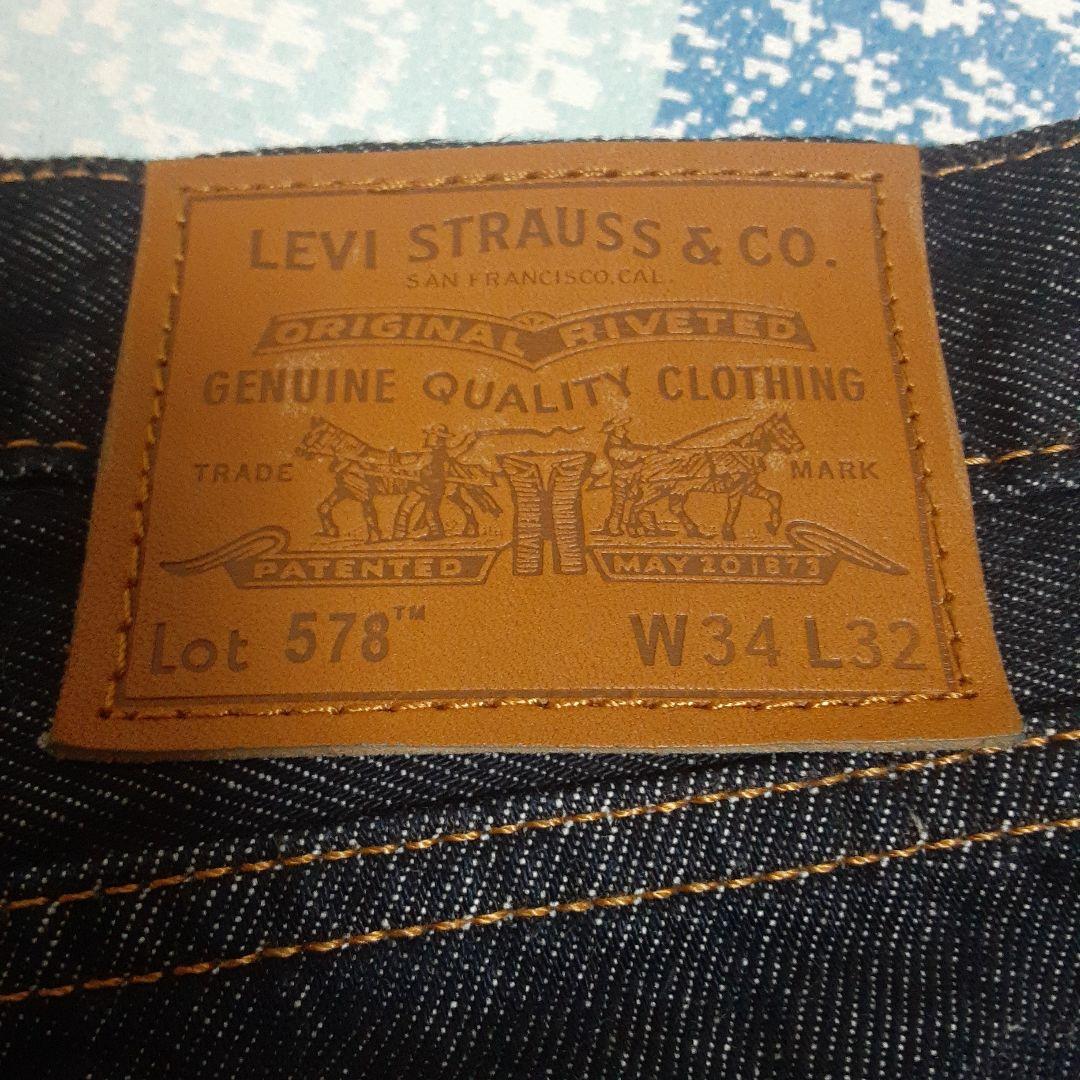 LEVI STRAUSS & CO.
SAN FRANCISCO, CAL.
ORIGINAL RIVETED
GENUINE QUALITY CLOTHING
TRADE MARK
PATENTED MAY 20 1873
Lot 578™ W34 L32